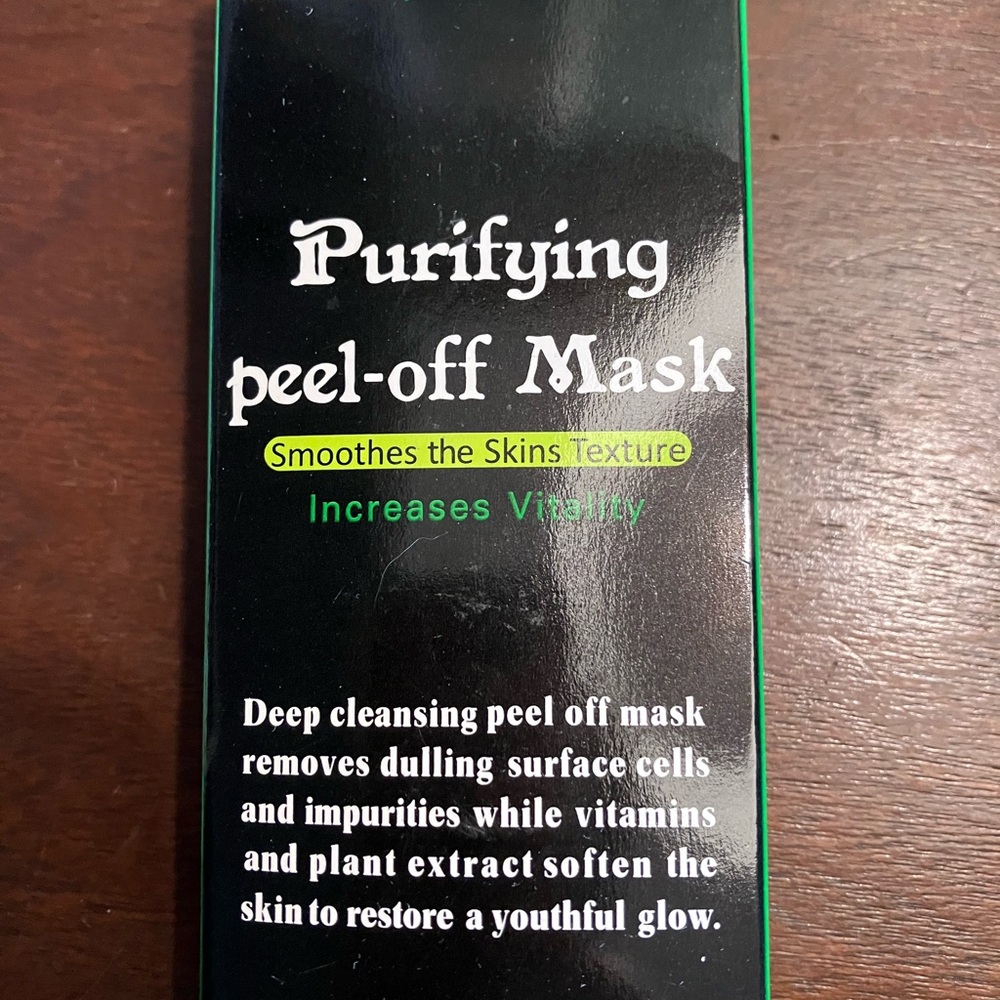 Purifying
peel-off Mask
Smoothes the Skins Texture
Increases Vitality
Deep cleansing peel off mask
removes dulling surface cells
and impurities while vitamins
and plant extract soften the
skin to restore a youthful glow.